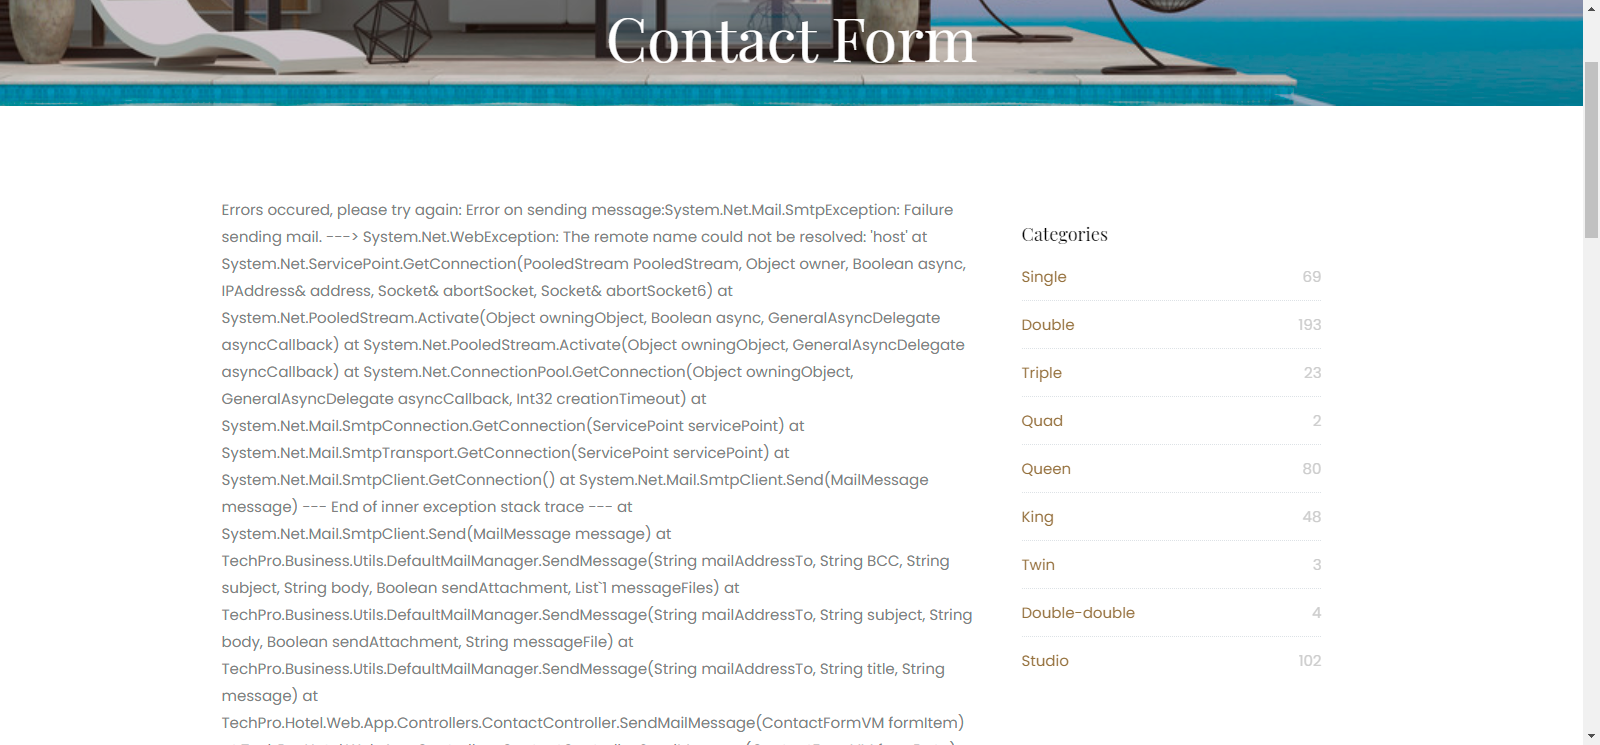 Contact Form
Errors occured, please try again: Error on sending message:System.Net.Mail.SmtpException: Failure
sending mail. ---> System.Net.WebException: The remote name could not be resolved: 'host' at
System.Net.ServicePoint.GetConnection(PooledStream PooledStream, Object owner, Boolean async,
IPAddress& address, Socket& abortSocket, Socket& abortSocket6) at
System.Net.PooledStream.Activate(Object owningObject, Boolean async, GeneralAsyncDelegate
asyncCallback) at System.Net.PooledStream.Activate(Object owningObject, GeneralAsyncDelegate
asyncCallback) at System.Net.ConnectionPool.GetConnection(Object owningObject,
GeneralAsyncDelegate asyncCallback, Int32 creationTimeout) at
System.Net.Mail.SmtpConnection.GetConnection(ServicePoint servicePoint) at
System.Net.Mail.SmtpTransport.GetConnection(ServicePoint servicePoint) at
System.Net.Mail.SmtpClient.GetConnection() at System.Net.Mail.SmtpClient.Send(MailMessage
message) --- End of inner exception stack trace --- at
System.Net.Mail.SmtpClient.Send(MailMessage message) at
TechPro.Business.Utils.DefaultMailManager.SendMessage(String mailAddressTo, String BCC, String
subject, String body, Boolean sendAttachment, List`1 messageFiles) at
TechPro.Business.Utils.DefaultMailManager.SendMessage(String mailAddressTo, String subject, String
body, Boolean sendAttachment, String messageFile) at
TechPro.Business.Utils.DefaultMailManager.SendMessage(String mailAddressTo, String title, String
message) at
TechPro.Hotel.Web.App.Controllers.ContactController.SendMailMessage(ContactFormVM formItem)
Categories
Single 69
Double 193
Triple 23
Quad 2
Queen 80
King 48
Twin 3
Double-double 4
Studio 102